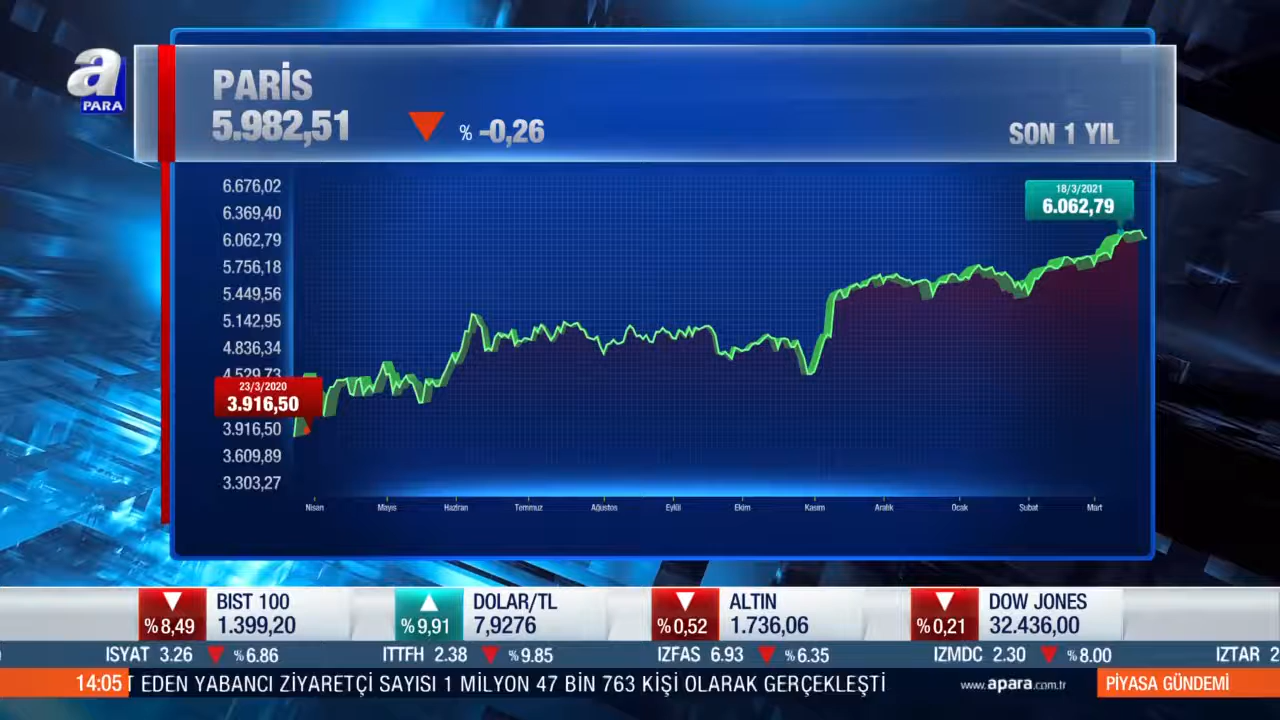 a
PARA
PARİS
5.982,51
% -0,26
SON 1 YIL
6.676,02
6.369,40
6.062,79
5.756,18
5.449,56
5.142,95
4.836,34
4.529,73
3.916,50
3.609,89
3.303,27
18/3/2021
6.062,79
23/3/2020
3.916,50
Nisan Mayıs Haziran Temmuz Ağustos Eylül Ekim Kasım Aralık Ocak Şubat Mart
%8,49 BIST 100 1.399,20
%9,91 DOLAR/TL 7,9276
%0,52 ALTIN 1.736,06
%0,21 DOW JONES 32.436,00
ISYAT 3.26 %6.86 ITTFH 2.38 %9.85 IZFAS 6.93 %6.35 IZMDC 2.30 %8.00 IZTAR 2
14:05 T EDEN YABANCI ZİYARETÇİ SAYISI 1 MİLYON 47 BİN 763 KİŞİ OLARAK GERÇEKLEŞTİ www.apara.com.tr PİYASA GÜNDEMİ